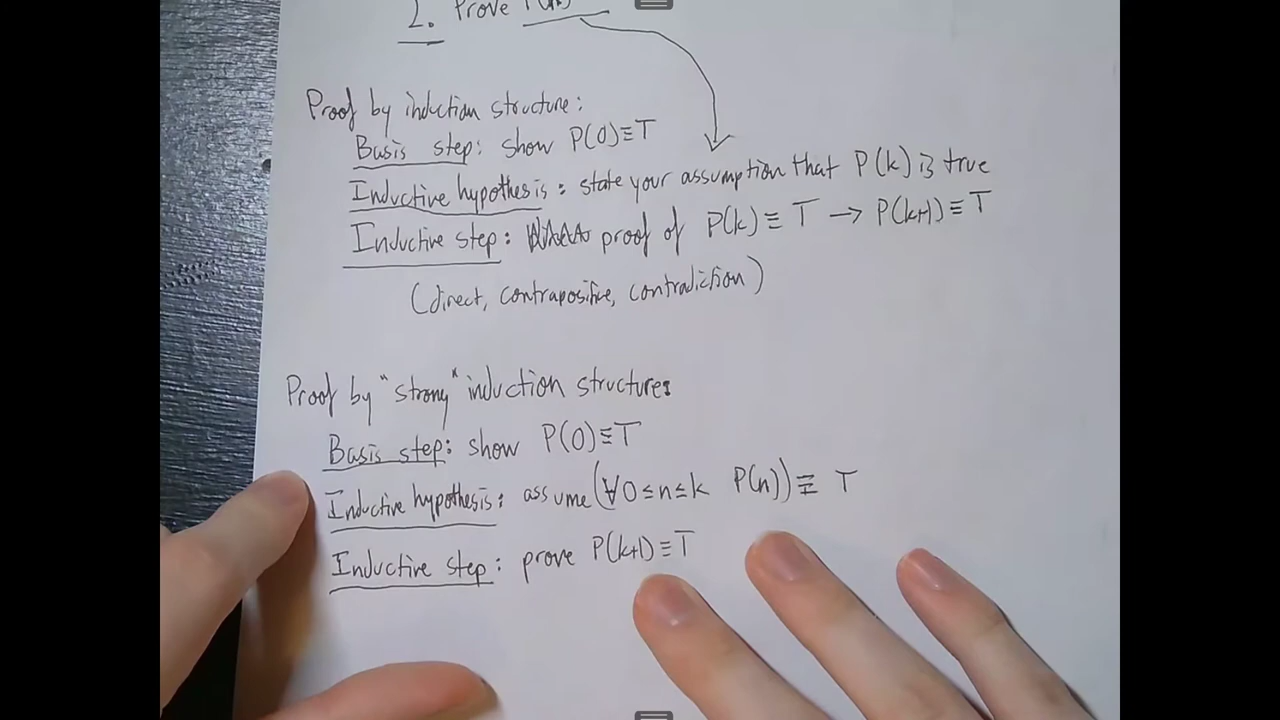 2. Prove
Proof by induction structure:
Basis step: show P(0)≡T
Inductive hypothesis: state your assumption that P(k) is true
Inductive step: proof of P(k)≡ T → P(k+1)≡T
(direct, contrapositive, contradiction)
Proof by "strong" induction structure:
Basis step: show P(0)≡T
Inductive hypothesis: assume (∀0≤n≤k P(n))≡ T
Inductive step: prove P(k+1)≡T